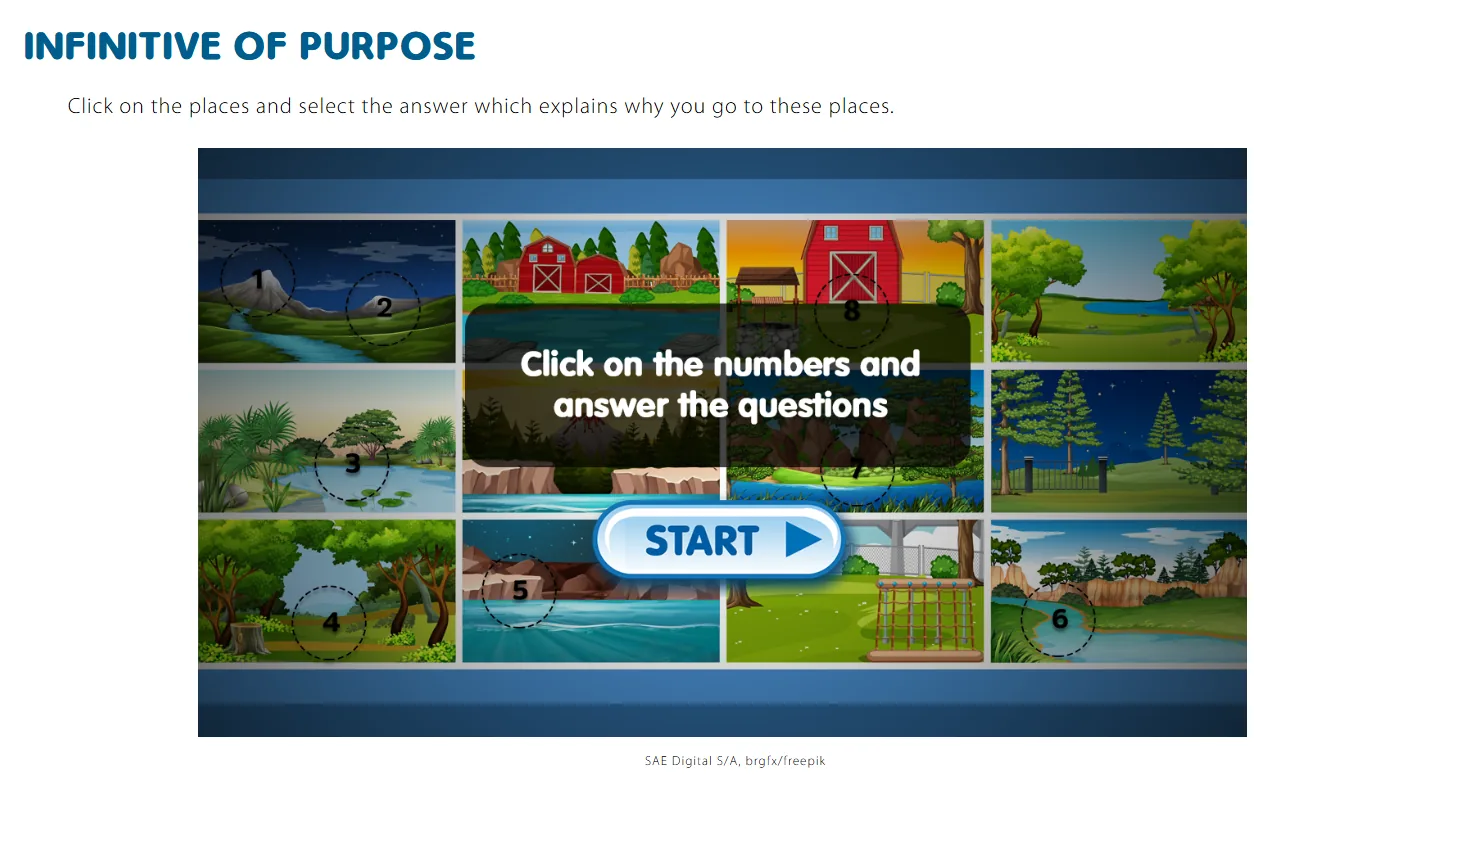 INFINITIVE OF PURPOSE
Click on the places and select the answer which explains why you go to these places.
1
2
8
Click on the numbers and
answer the questions
3
7
START
5
4
6
SAE Digital S/A, brgfx/freepik